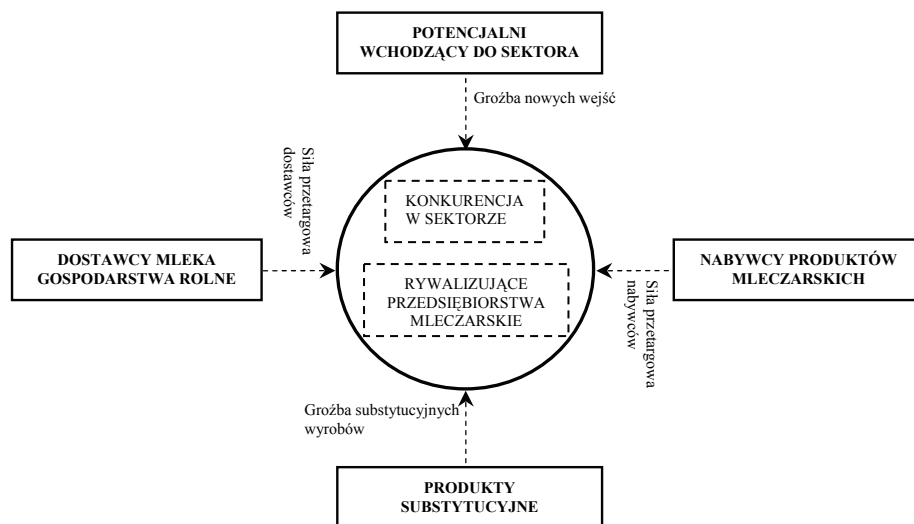 POTENCJALNI
WCHODZĄCY DO SEKTORA
Groźba nowych wejść
Siła przetargowa
dostawców
KONKURENCJA
W SEKTORZE
DOSTAWCY MLEKA
GOSPODARSTWA ROLNE
NABYWCY PRODUKTÓW
MLECZARSKICH
RYWALIZUJĄCE
PRZEDSIĘBIORSTWA
MLECZARSKIE
Siła przetargowa
nabywców
Groźba substytucyjnych
wyrobów
PRODUKTY
SUBSTYTUCYJNE